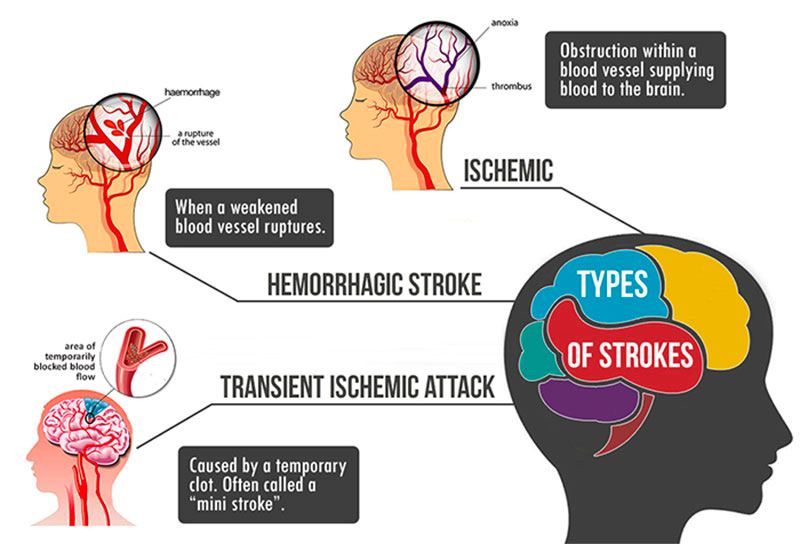 anoxia
thrombus
Obstruction within a
blood vessel supplying
blood to the brain.
ISCHEMIC
haemorrhage
a rupture
of the vessel
When a weakened
blood vessel ruptures.
HEMORRHAGIC STROKE
TYPES
OF STROKES
area of
temporarily
blocked blood
flow
TRANSIENT ISCHEMIC ATTACK
Caused by a temporary
clot. Often called a
“mini stroke”.